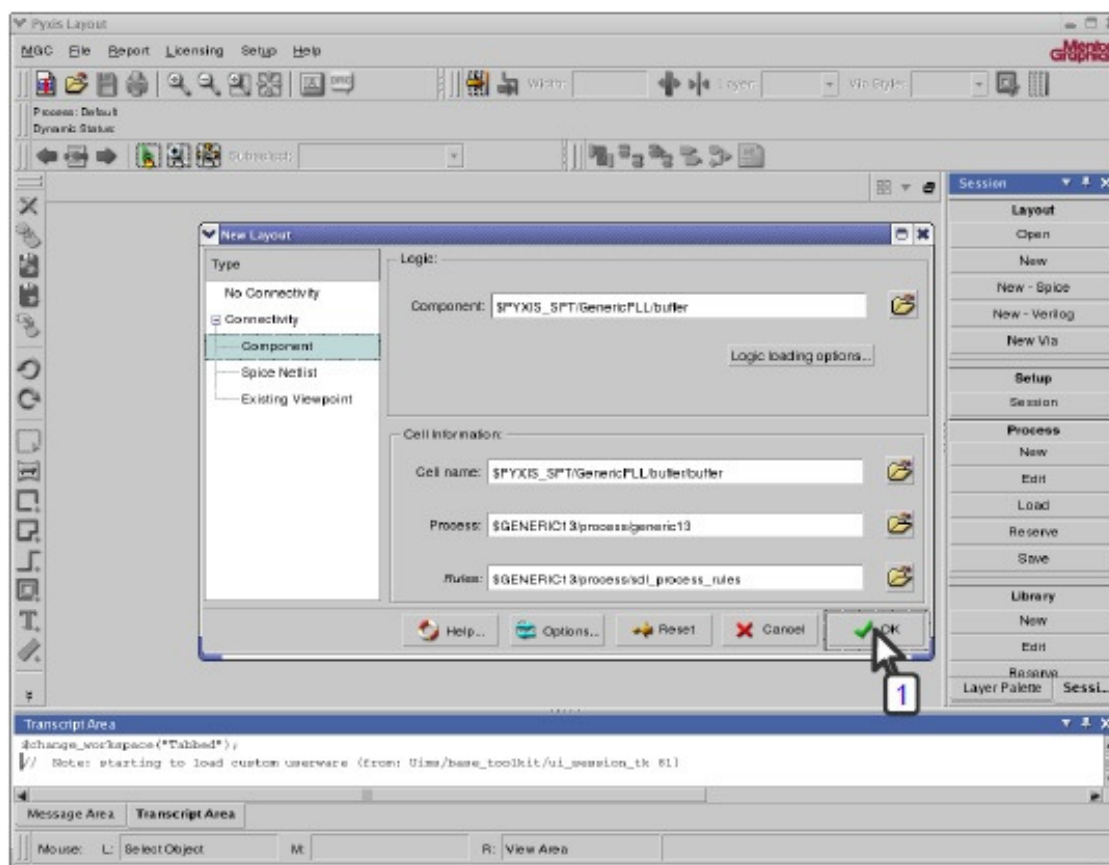 Pyxis Layout
MGC File Report Licensing Setup Help
Mentor Graphics
Width: Layer: Via Style:
Process: Default
Dynamic Status:
Subselect:
Session
Layout
Open
New
New - Spice
New - Verilog
New Via
Setup
Session
Process
New
Edit
Load
Reserve
Save
Library
New
Edit
Reserve
Layer Palette Sessi...
New Layout
Type
No Connectivity
Connectivity
Component
Spice Netlist
Existing Viewpoint
Logic:
Component: $PYXIS_SPT/GenericPLL/buffer
Logic loading options...
Cell Information:
Cell name: $PYXIS_SPT/GenericPLL/buffer/buffer
Process: $GENERIC13/process/generic13
Rules: $GENERIC13/process/sdl_process_rules
Help... Options... Reset Cancel OK
1
Transcript Area
$change_workspace("Tabbed");
// Note: starting to load custom userware (from: Uims/base_toolkit/ui_session_tk 81)
Message Area Transcript Area
Mouse: L: Select Object M: R: View Area